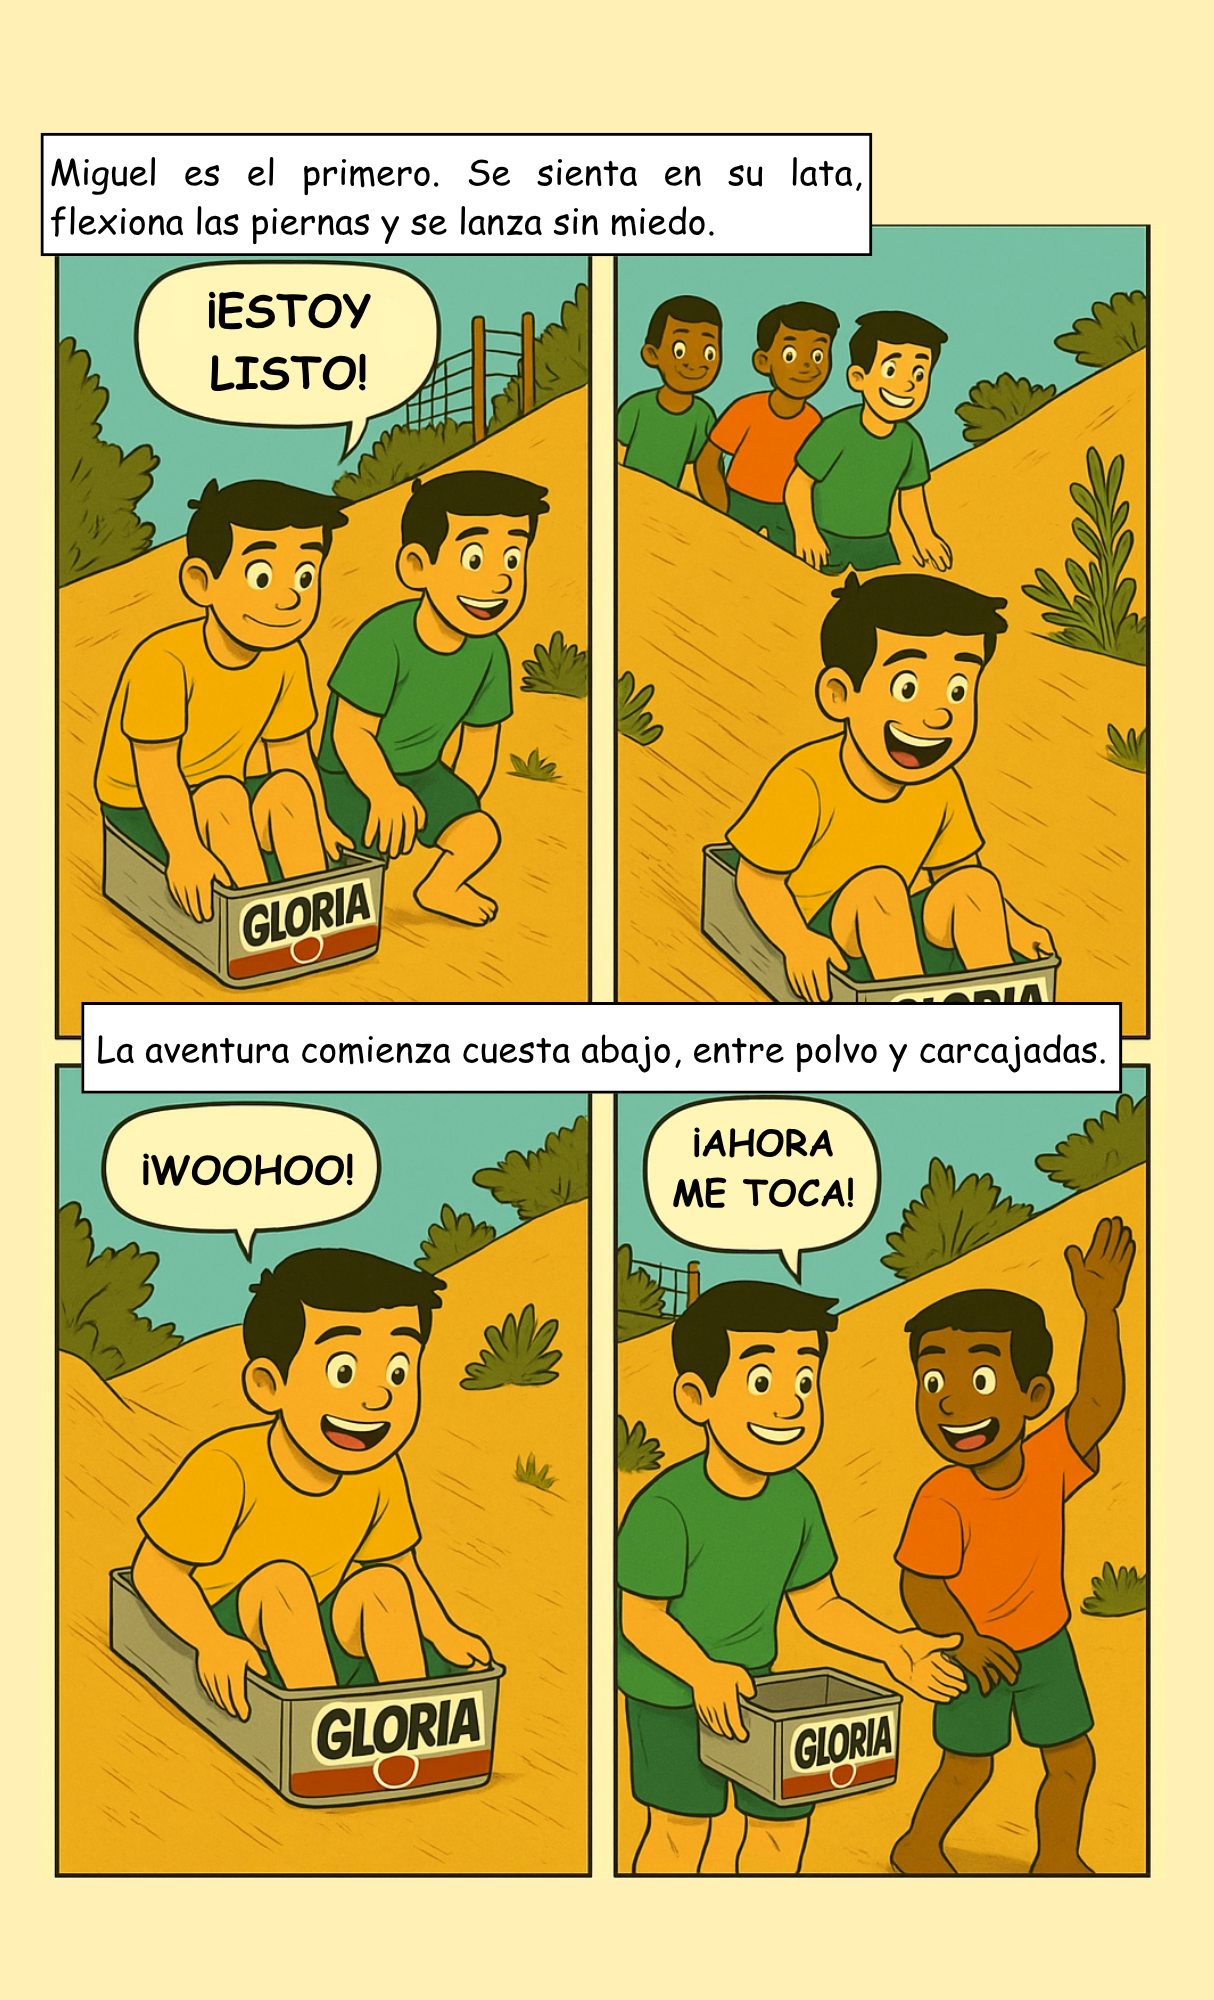 Miguel es el primero. Se sienta en su lata,
flexiona las piernas y se lanza sin miedo.
¡ESTOY
LISTO!
GLORIA
GLORIA
La aventura comienza cuesta abajo, entre polvo y carcajadas.
¡WOOHOO!
GLORIA
¡AHORA
ME TOCA!
GLORIA